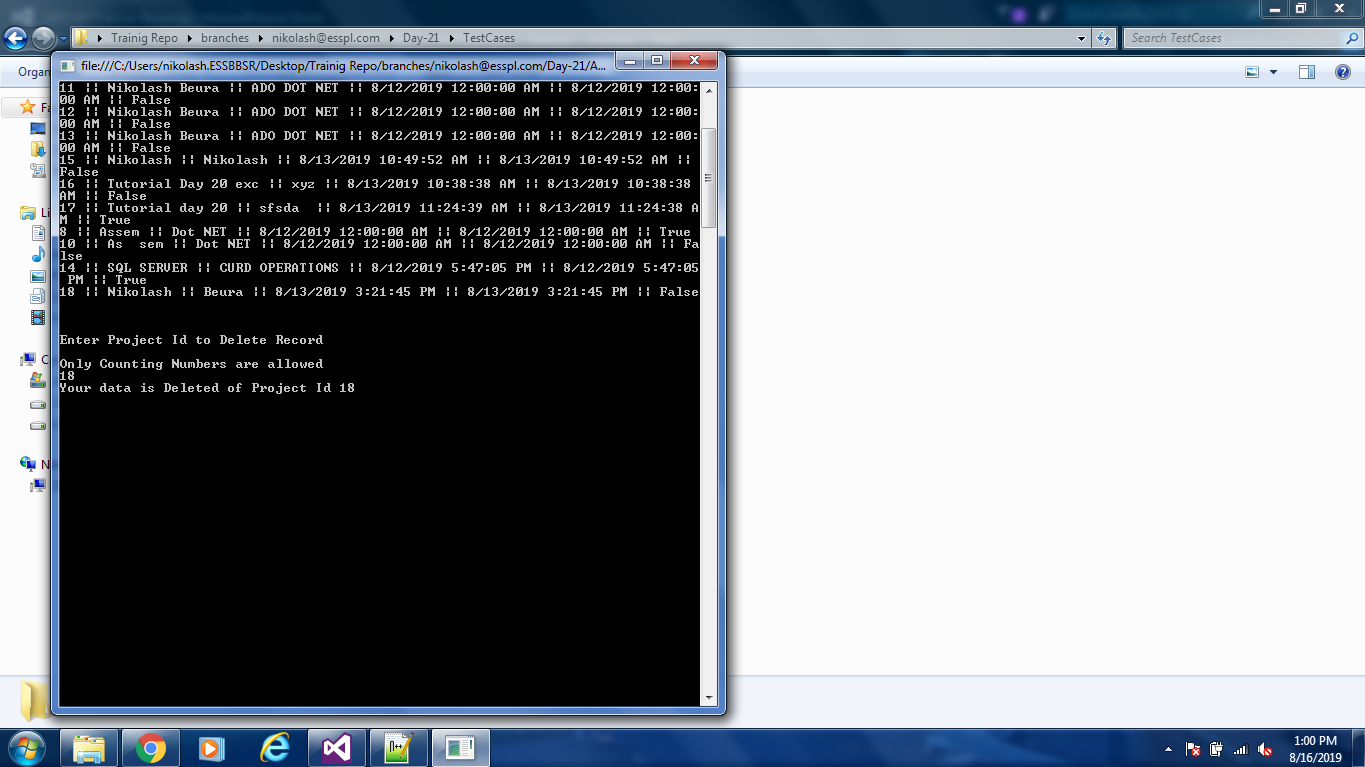 Trainig Repo
branches
nikolash@esspl.com
Day-21
TestCases
Search TestCases
Organ
file:///C:/Users/nikolash.ESSBBSR/Desktop/Trainig Repo/branches/nikolash@esspl.com/Day-21/A...
11 || Nikolash Beura || ADO DOT NET || 8/12/2019 12:00:00 AM || 8/12/2019 12:00:
00 AM || False
12 || Nikolash Beura || ADO DOT NET || 8/12/2019 12:00:00 AM || 8/12/2019 12:00:
00 AM || False
13 || Nikolash Beura || ADO DOT NET || 8/12/2019 12:00:00 AM || 8/12/2019 12:00:
00 AM || False
15 || Nikolash || Nikolash || 8/13/2019 10:49:52 AM || 8/13/2019 10:49:52 AM ||
False
16 || Tutorial Day 20 exc || xyz || 8/13/2019 10:38:38 AM || 8/13/2019 10:38:38
AM || False
17 || Tutorial day 20 || sfsda  || 8/13/2019 11:24:39 AM || 8/13/2019 11:24:38 A
M || True
8 || Assem || Dot NET || 8/12/2019 12:00:00 AM || 8/12/2019 12:00:00 AM || True
10 || As  sem || Dot NET || 8/12/2019 12:00:00 AM || 8/12/2019 12:00:00 AM || Fa
lse
14 || SQL SERVER || CURD OPERATIONS || 8/12/2019 5:47:05 PM || 8/12/2019 5:47:05
 PM || True
18 || Nikolash || Beura || 8/13/2019 3:21:45 PM || 8/13/2019 3:21:45 PM || False
Enter Project Id to Delete Record
Only Counting Numbers are allowed
18
Your data is Deleted of Project Id 18
Fa
Li
C
N
1:00 PM
8/16/2019